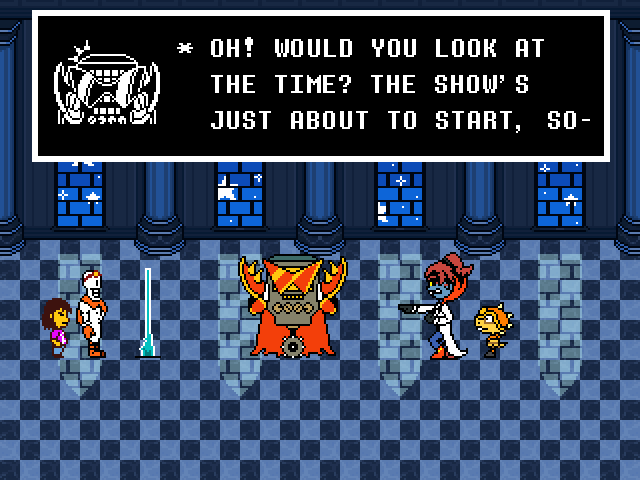 * OH! WOULD YOU LOOK AT
THE TIME? THE SHOW'S
JUST ABOUT TO START, SO-